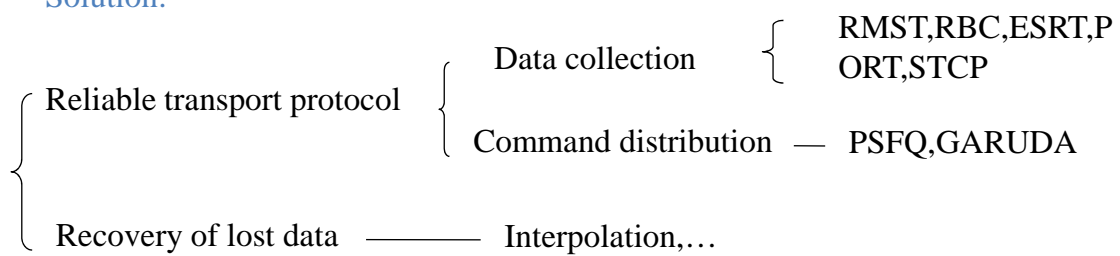 Solution:
RMST,RBC,ESRT,P
ORT,STCP
Data collection
Reliable transport protocol
Command distribution — PSFQ,GARUDA
Recovery of lost data
Interpolation,…